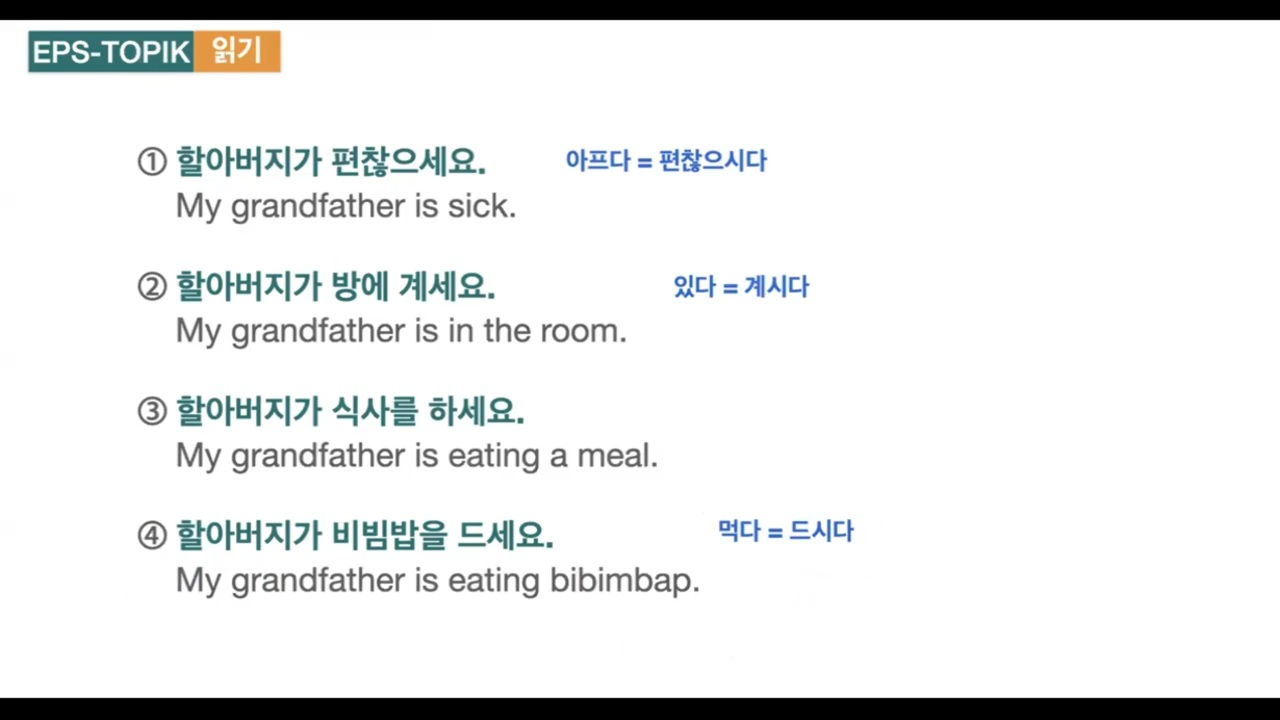 EPS-TOPIK 읽기
① 할아버지가 편찮으세요. 아프다 = 편찮으시다
My grandfather is sick.
② 할아버지가 방에 계세요. 있다 = 계시다
My grandfather is in the room.
③ 할아버지가 식사를 하세요.
My grandfather is eating a meal.
④ 할아버지가 비빔밥을 드세요. 먹다 = 드시다
My grandfather is eating bibimbap.